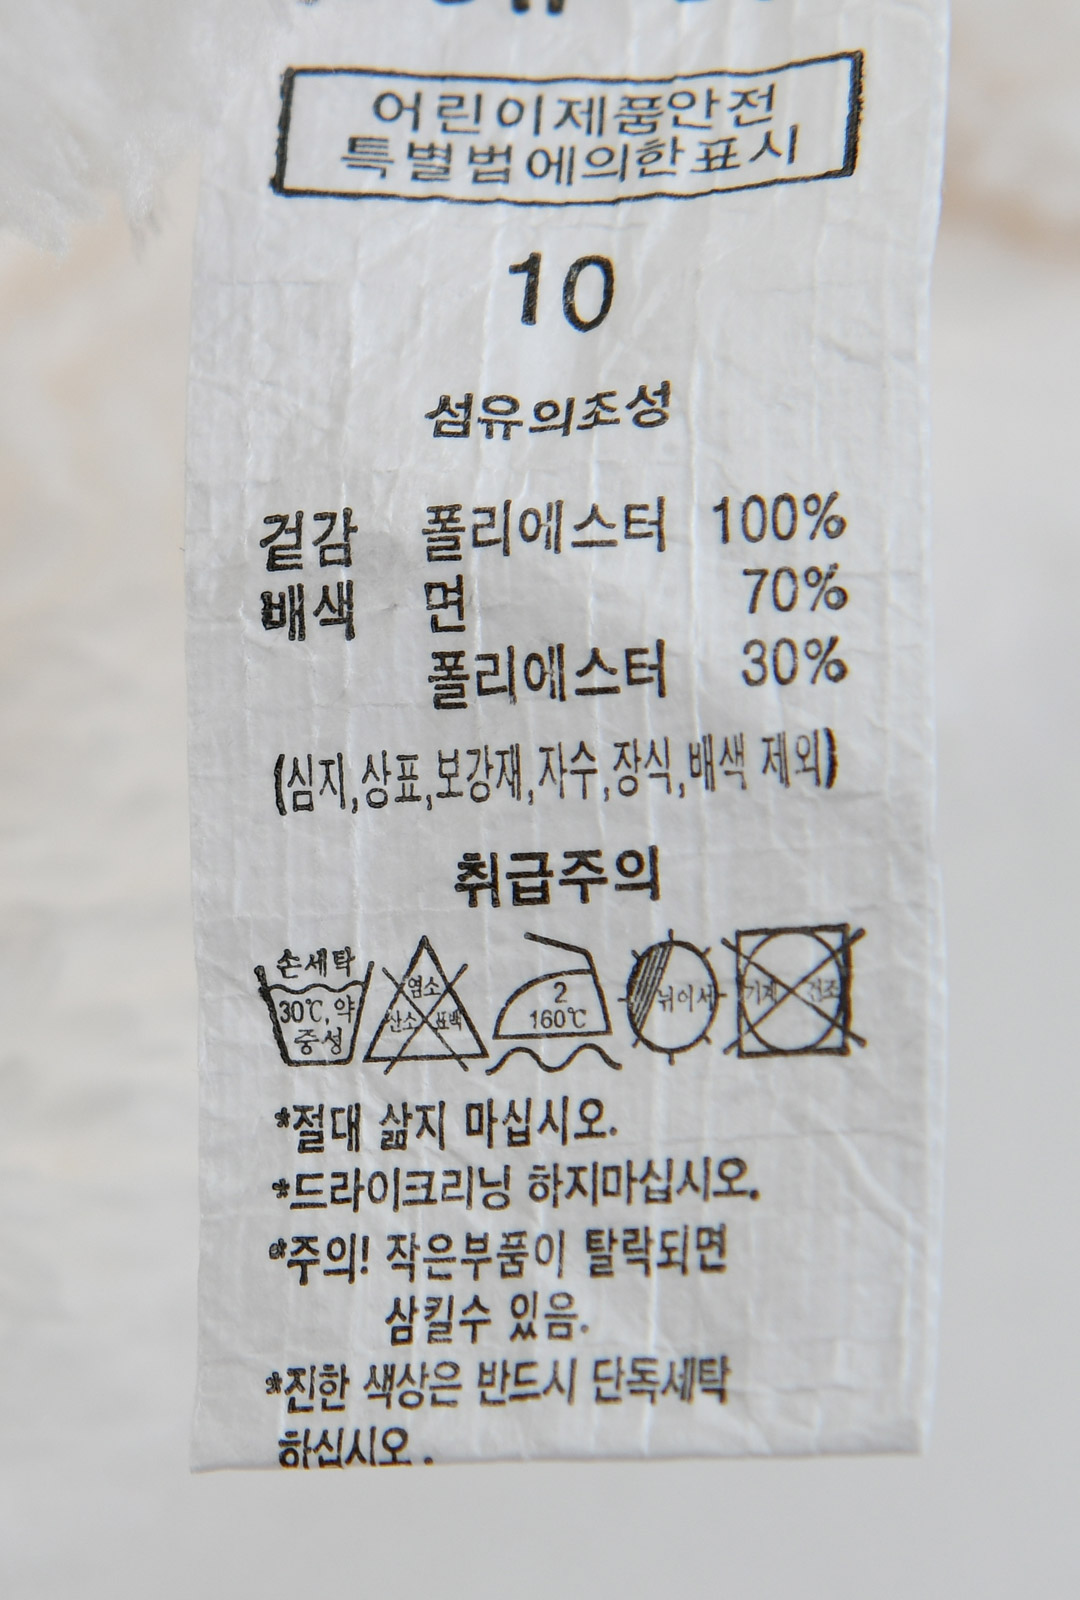 어린이제품안전
특별법에의한표시
10
섬유의조성
겉감 폴리에스터 100%
배색 면 70%
폴리에스터 30%
(심지,상표,보강재,자수,장식,배색 제외)
취급주의
손세탁
30℃, 약
중성
염소
산소 표백
2
160℃
뉘어서
기계 건조
*절대 삶지 마십시오.
*드라이크리닝 하지마십시오.
*주의! 작은부품이 탈락되면
삼킬수 있음.
*진한 색상은 반드시 단독세탁
하십시오.